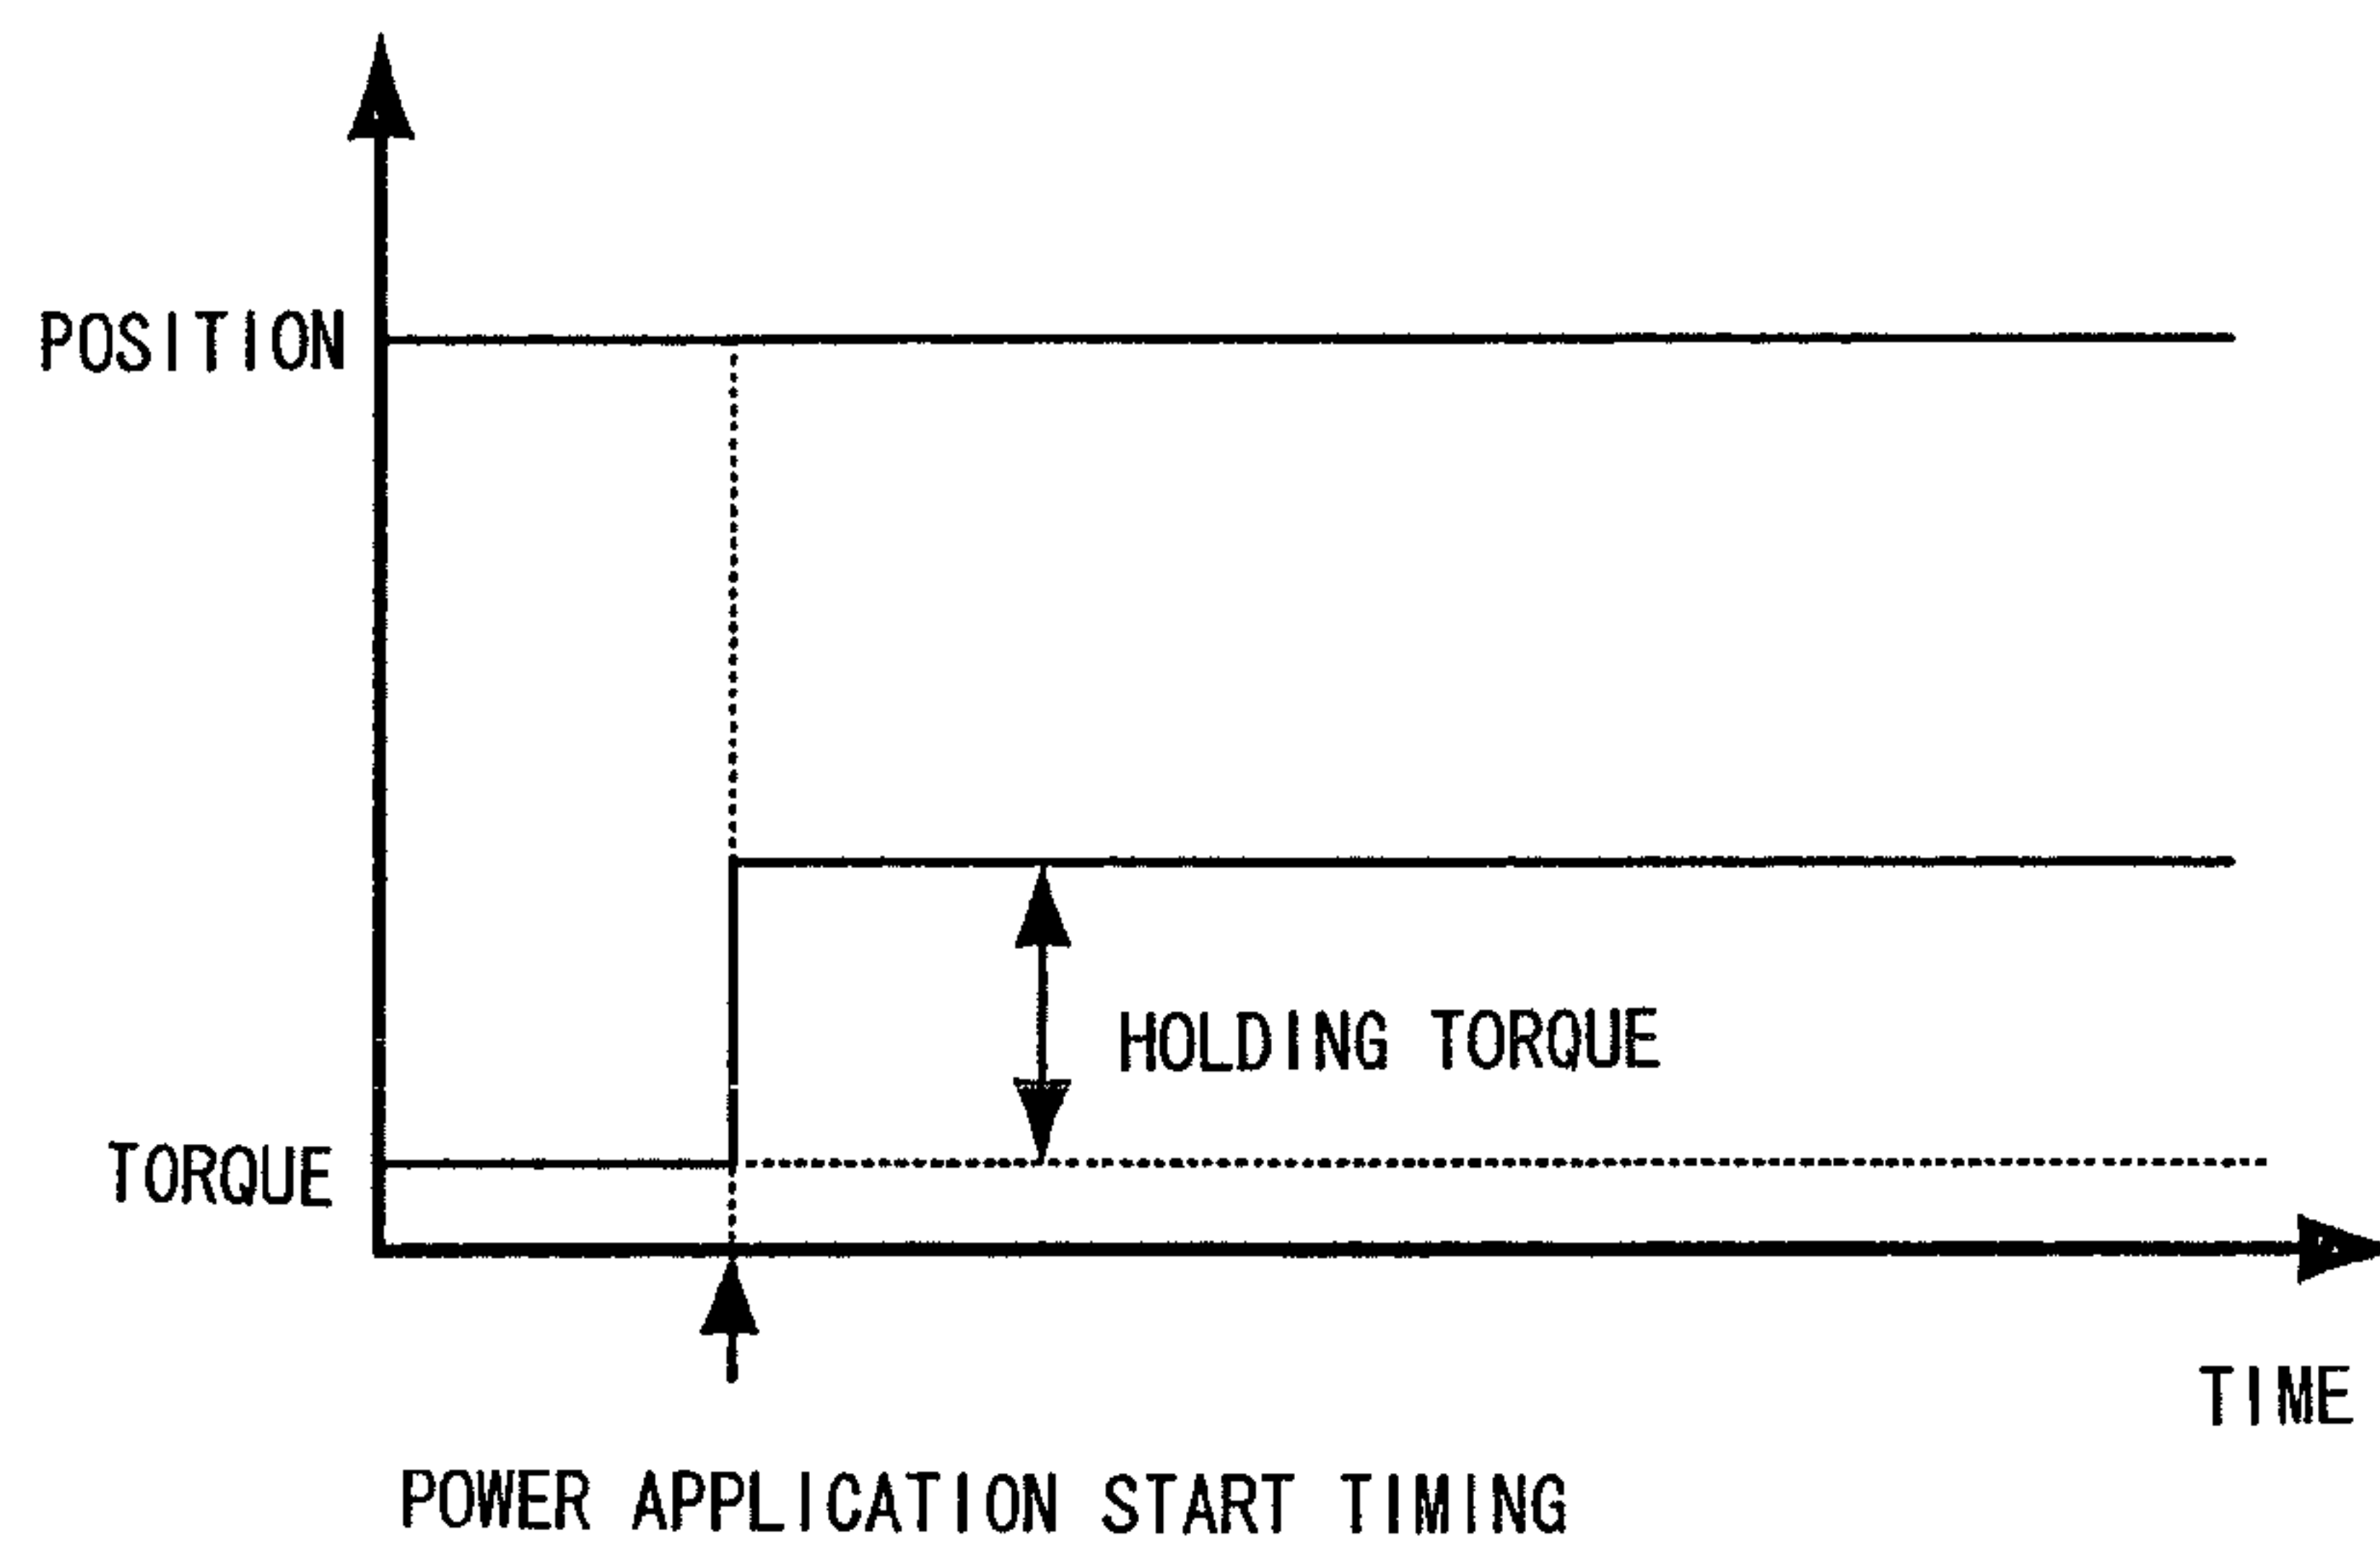 POSITION
HOLDING TORQUE
TORQUE
TIME
POWER APPLICATION START TIMING